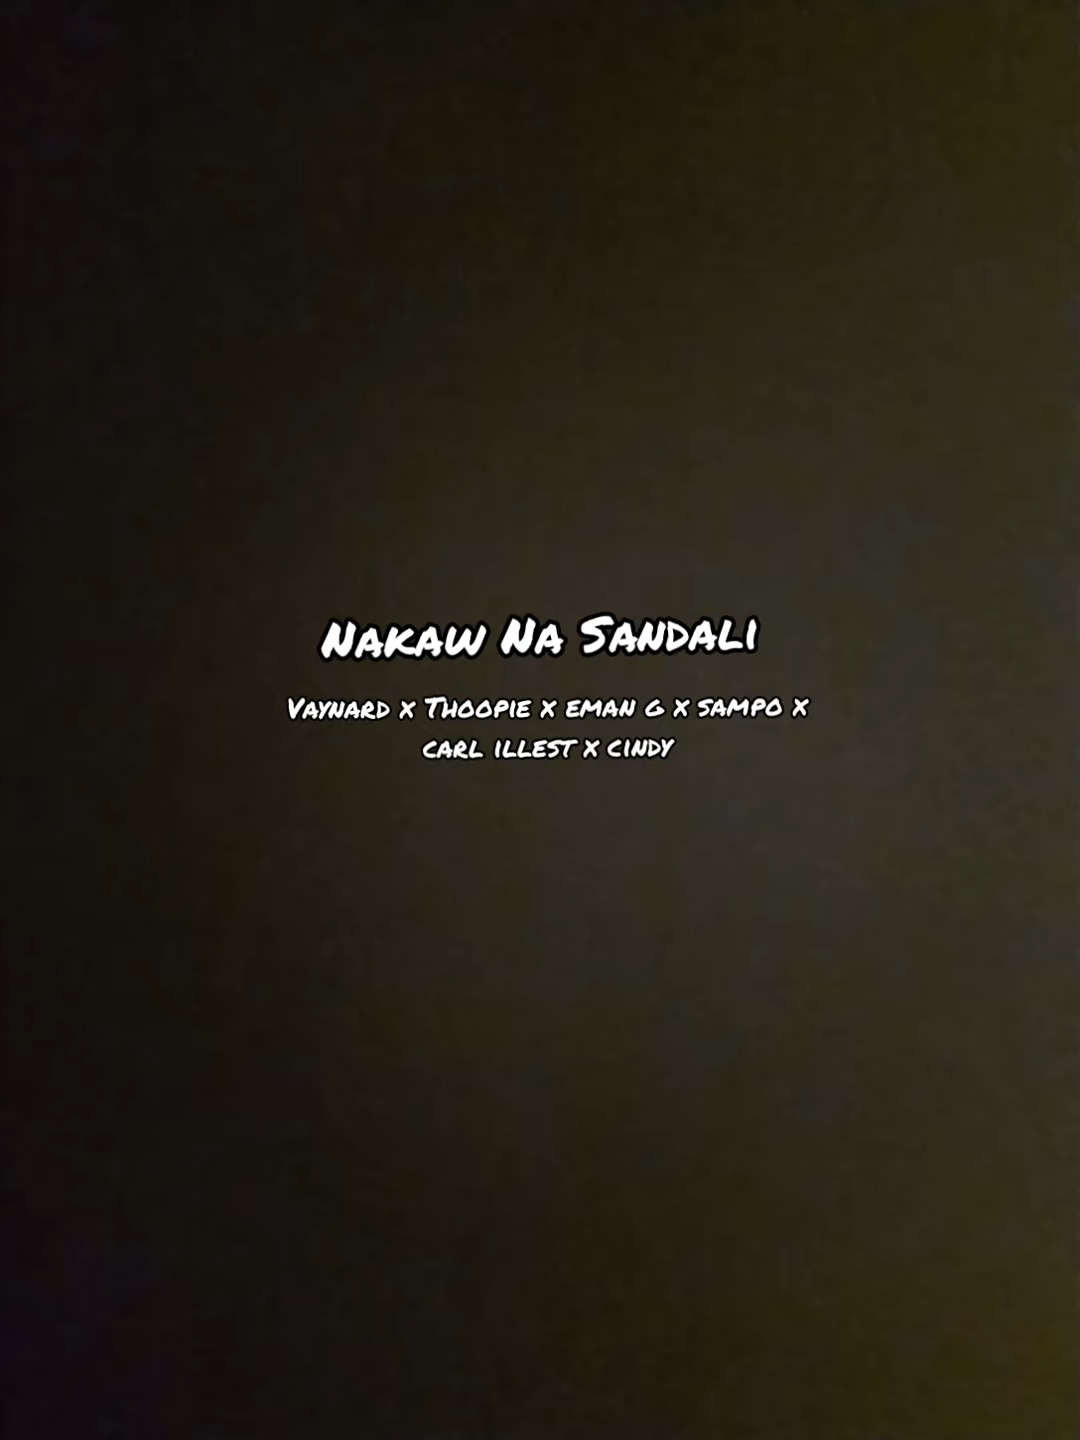 Nakaw Na Sandali
Vaynard x Thoopie x eman g x sampo x
carl illest x cindy